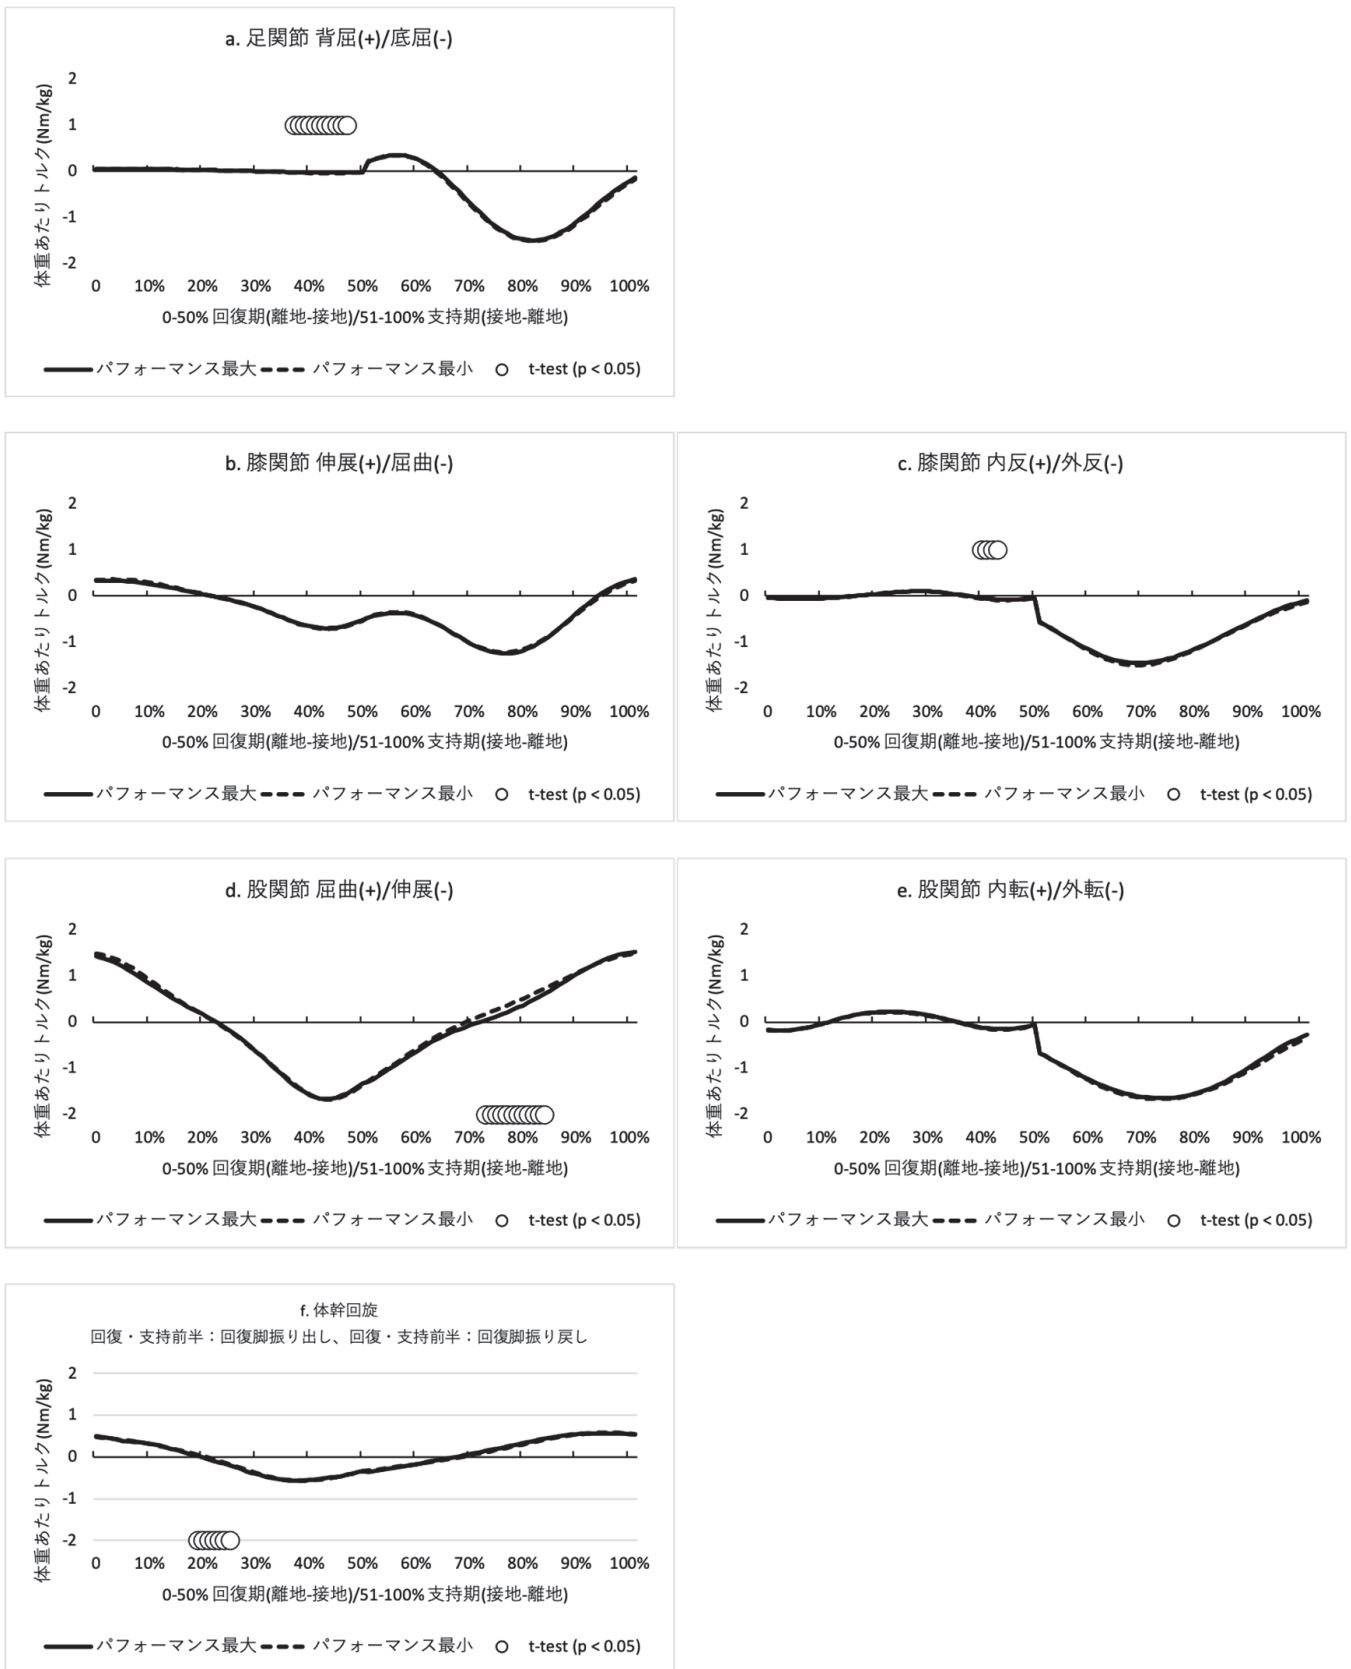 a. 足関節 背屈(+)/底屈(-)
体重あたりトルク(Nm/kg)
2
1
0
-1
-2
0 10% 20% 30% 40% 50% 60% 70% 80% 90% 100%
0-50% 回復期(離地-接地)/51-100% 支持期(接地-離地)
パフォーマンス最大 パフォーマンス最小 t-test (p < 0.05)
b. 膝関節 伸展(+)/屈曲(-)
体重あたりトルク(Nm/kg)
2
1
0
-1
-2
0 10% 20% 30% 40% 50% 60% 70% 80% 90% 100%
0-50% 回復期(離地-接地)/51-100% 支持期(接地-離地)
パフォーマンス最大 パフォーマンス最小 t-test (p < 0.05)
c. 膝関節 内反(+)/外反(-)
体重あたりトルク(Nm/kg)
2
1
0
-1
-2
0 10% 20% 30% 40% 50% 60% 70% 80% 90% 100%
0-50% 回復期(離地-接地)/51-100% 支持期(接地-離地)
パフォーマンス最大 パフォーマンス最小 t-test (p < 0.05)
d. 股関節 屈曲(+)/伸展(-)
体重あたりトルク(Nm/kg)
2
1
0
-1
-2
0 10% 20% 30% 40% 50% 60% 70% 80% 90% 100%
0-50% 回復期(離地-接地)/51-100% 支持期(接地-離地)
パフォーマンス最大 パフォーマンス最小 t-test (p < 0.05)
e. 股関節 内転(+)/外転(-)
体重あたりトルク(Nm/kg)
2
1
0
-1
-2
0 10% 20% 30% 40% 50% 60% 70% 80% 90% 100%
0-50% 回復期(離地-接地)/51-100% 支持期(接地-離地)
パフォーマンス最大 パフォーマンス最小 t-test (p < 0.05)
f. 体幹回旋
回復・支持前半：回復脚振り出し、回復・支持前半：回復脚振り戻し
体重あたりトルク(Nm/kg)
2
1
0
-1
-2
0 10% 20% 30% 40% 50% 60% 70% 80% 90% 100%
0-50% 回復期(離地-接地)/51-100% 支持期(接地-離地)
パフォーマンス最大 パフォーマンス最小 t-test (p < 0.05)